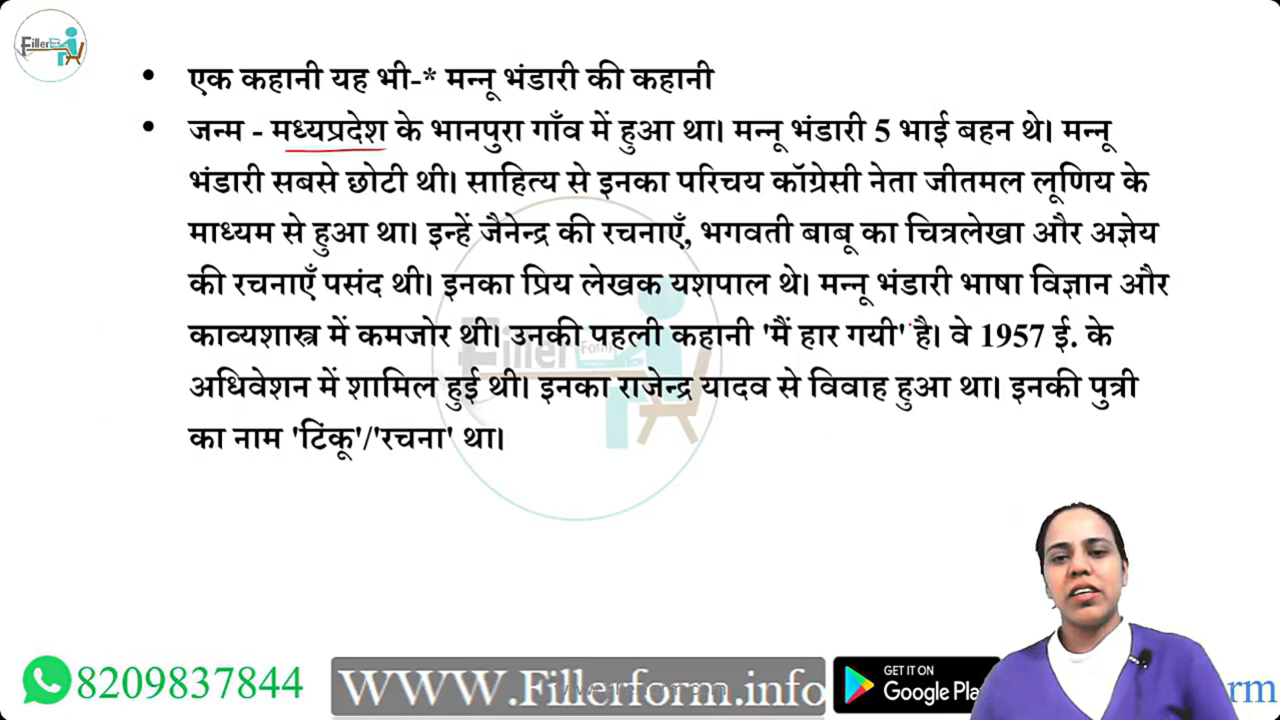 Fillerform
एक कहानी यह भी-* मन्नू भंडारी की कहानी
जन्म - मध्यप्रदेश के भानपुरा गाँव में हुआ था। मन्नू भंडारी 5 भाई बहन थे। मन्नू
भंडारी सबसे छोटी थी। साहित्य से इनका परिचय कॉग्रेसी नेता जीतमल लूणिय के
माध्यम से हुआ था। इन्हें जैनेन्द्र की रचनाएँ, भगवती बाबू का चित्रलेखा और अज्ञेय
की रचनाएँ पसंद थी। इनका प्रिय लेखक यशपाल थे। मन्नू भंडारी भाषा विज्ञान और
काव्यशास्त्र में कमजोर थी। उनकी पहली कहानी 'मैं हार गयी' है। वे 1957 ई. के
अधिवेशन में शामिल हुई थी। इनका राजेन्द्र यादव से विवाह हुआ था। इनकी पुत्री
का नाम 'टिंकू'/'रचना' था।
8209837844 WWW.Fillerform.info GET IT ON Google Pla rm